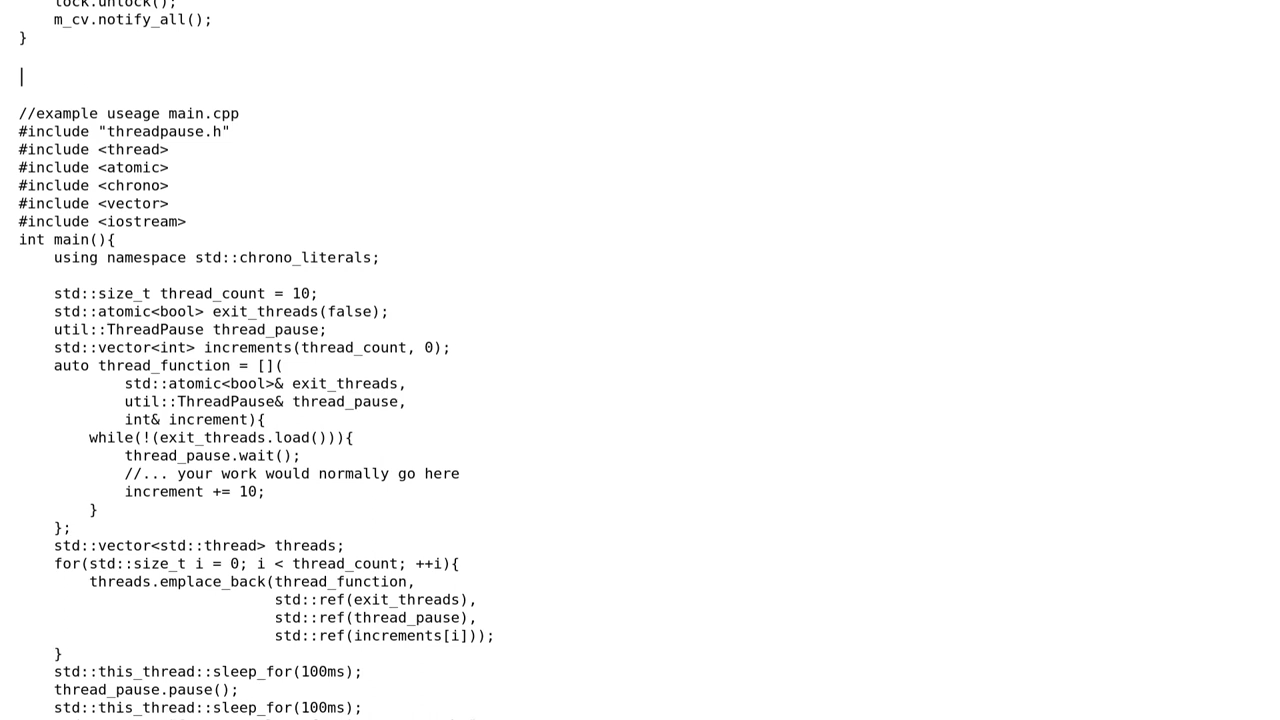 lock.unlock();
    m_cv.notify_all();
}

//example useage main.cpp
#include "threadpause.h"
#include <thread>
#include <atomic>
#include <chrono>
#include <vector>
#include <iostream>
int main(){
    using namespace std::chrono_literals;

    std::size_t thread_count = 10;
    std::atomic<bool> exit_threads(false);
    util::ThreadPause thread_pause;
    std::vector<int> increments(thread_count, 0);
    auto thread_function = [](
            std::atomic<bool>& exit_threads,
            util::ThreadPause& thread_pause,
            int& increment){
        while(!(exit_threads.load())){
            thread_pause.wait();
            //... your work would normally go here
            increment += 10;
        }
    };
    std::vector<std::thread> threads;
    for(std::size_t i = 0; i < thread_count; ++i){
        threads.emplace_back(thread_function,
                             std::ref(exit_threads),
                             std::ref(thread_pause),
                             std::ref(increments[i]));
    }
    std::this_thread::sleep_for(100ms);
    thread_pause.pause();
    std::this_thread::sleep_for(100ms);